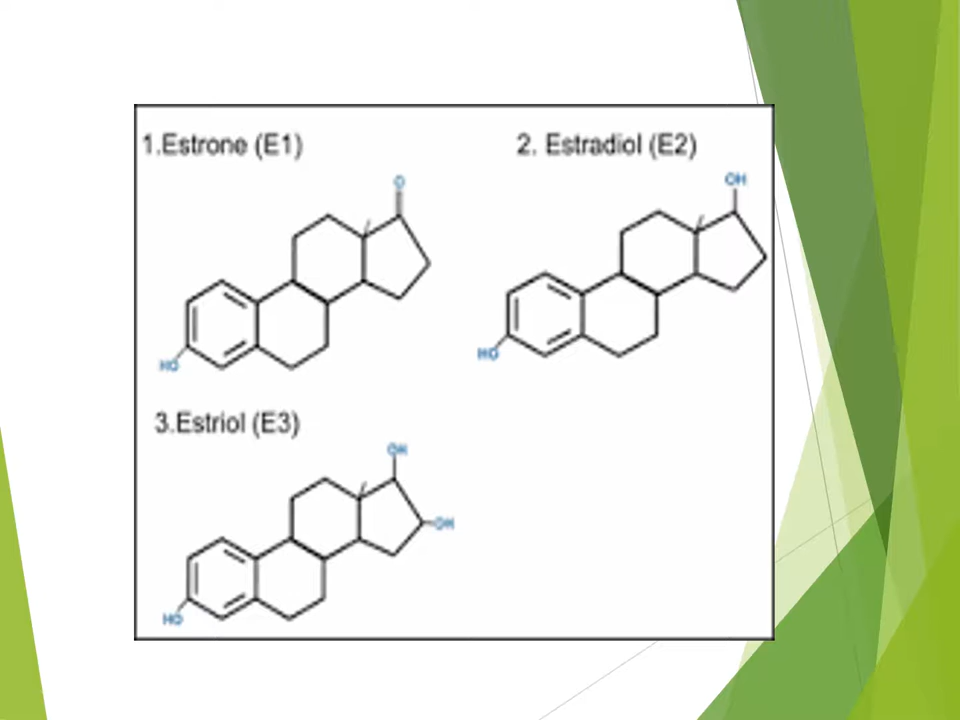 1.Estrone (E1)
2. Estradiol (E2)
O
OH
HO
HO
3.Estriol (E3)
OH
OH
HO